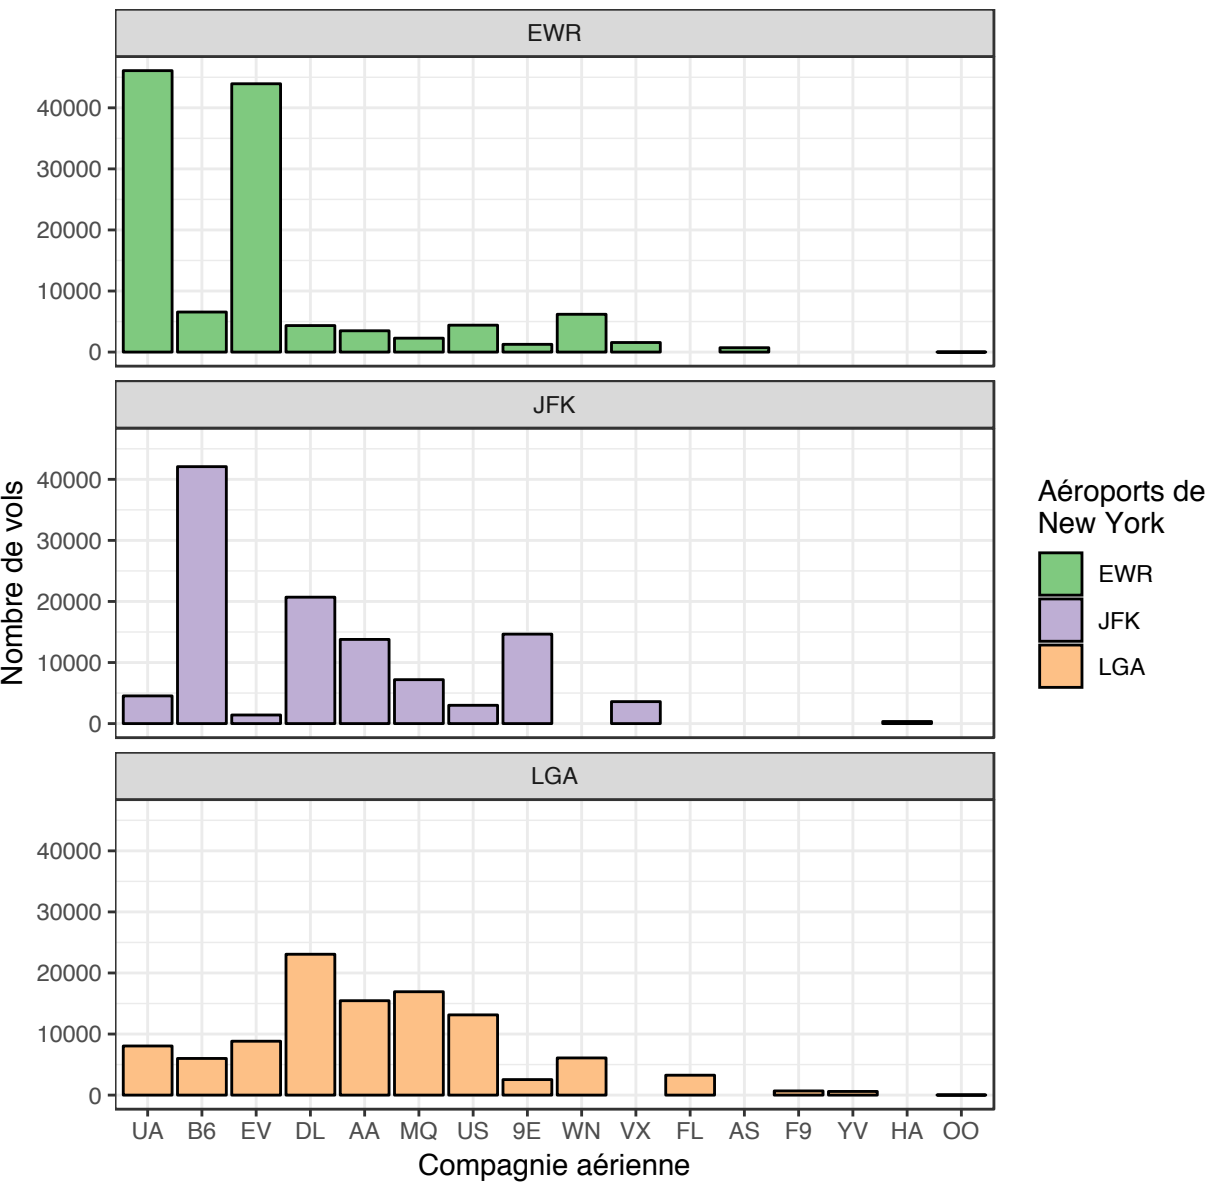 EWR
40000
30000
20000
10000
0
JFK
40000
30000
20000
10000
0
LGA
40000
30000
20000
10000
0
UA B6 EV DL AA MQ US 9E WN VX FL AS F9 YV HA OO
Compagnie aérienne
Nombre de vols
Aéroports de
New York
EWR
JFK
LGA